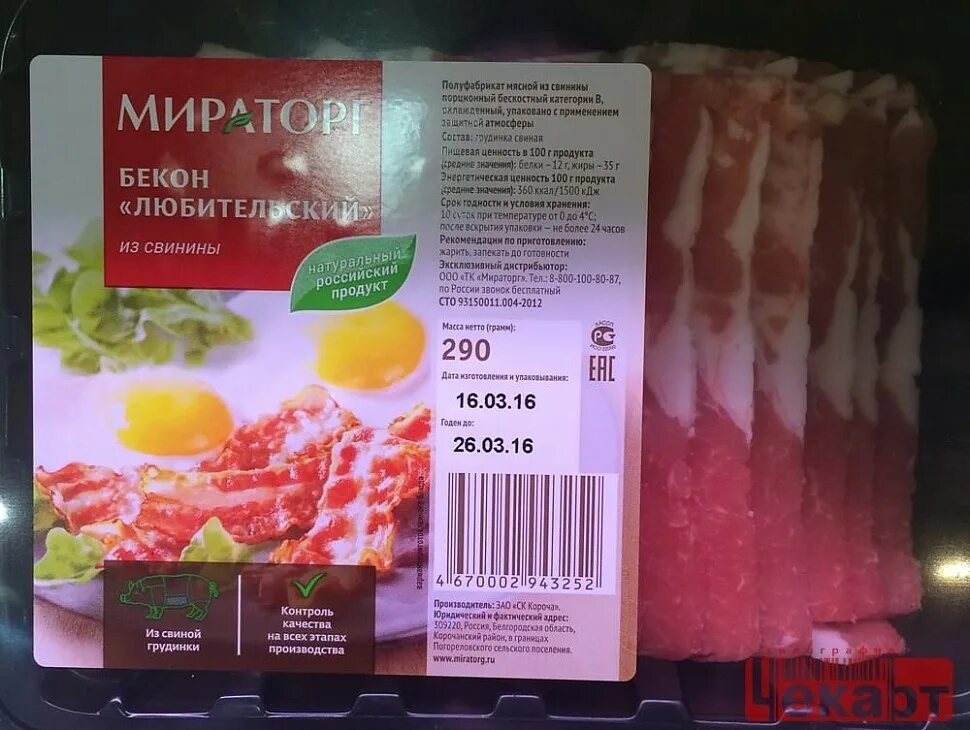 МИРАТОРГ
БЕКОН
«ЛЮБИТЕЛЬСКИЙ»
ИЗ СВИНИНЫ
натуральный
российский
продукт
Из свиной
грудинки
Контроль
качества
на всех этапах
производства
Полуфабрикат мясной из свинины
порционный бескостный категории В,
охлажденный, упаковано с применением
защитной атмосферы
Состав: грудинка свиная
Пищевая ценность в 100 г продукта
(средние значения): белки – 12 г, жиры – 35 г
Энергетическая ценность 100 г продукта
(средние значения): 360 ккал/1500 кДж
Срок годности и условия хранения:
10 суток при температуре от 0 до 4°С;
после вскрытия упаковки — не более 24 часов
Рекомендации по приготовлению:
жарить, запекать до готовности
Эксклюзивный дистрибьютор:
ООО «ТК «Мираторг». Тел.: 8-800-100-80-87,
по России звонок бесплатный
СТО 93150011.004-2012
Масса нетто (грамм):
290
Дата изготовления и упаковывания:
16.03.16
Годен до:
26.03.16
РС
ЕАС
4 670002 943252
Производитель: ЗАО «СК Короча».
Юридический и фактический адрес:
309220, Россия, Белгородская область,
Корочанский район, в границах
Погореловского сельского поселения.
www.miratorg.ru
Чекарт